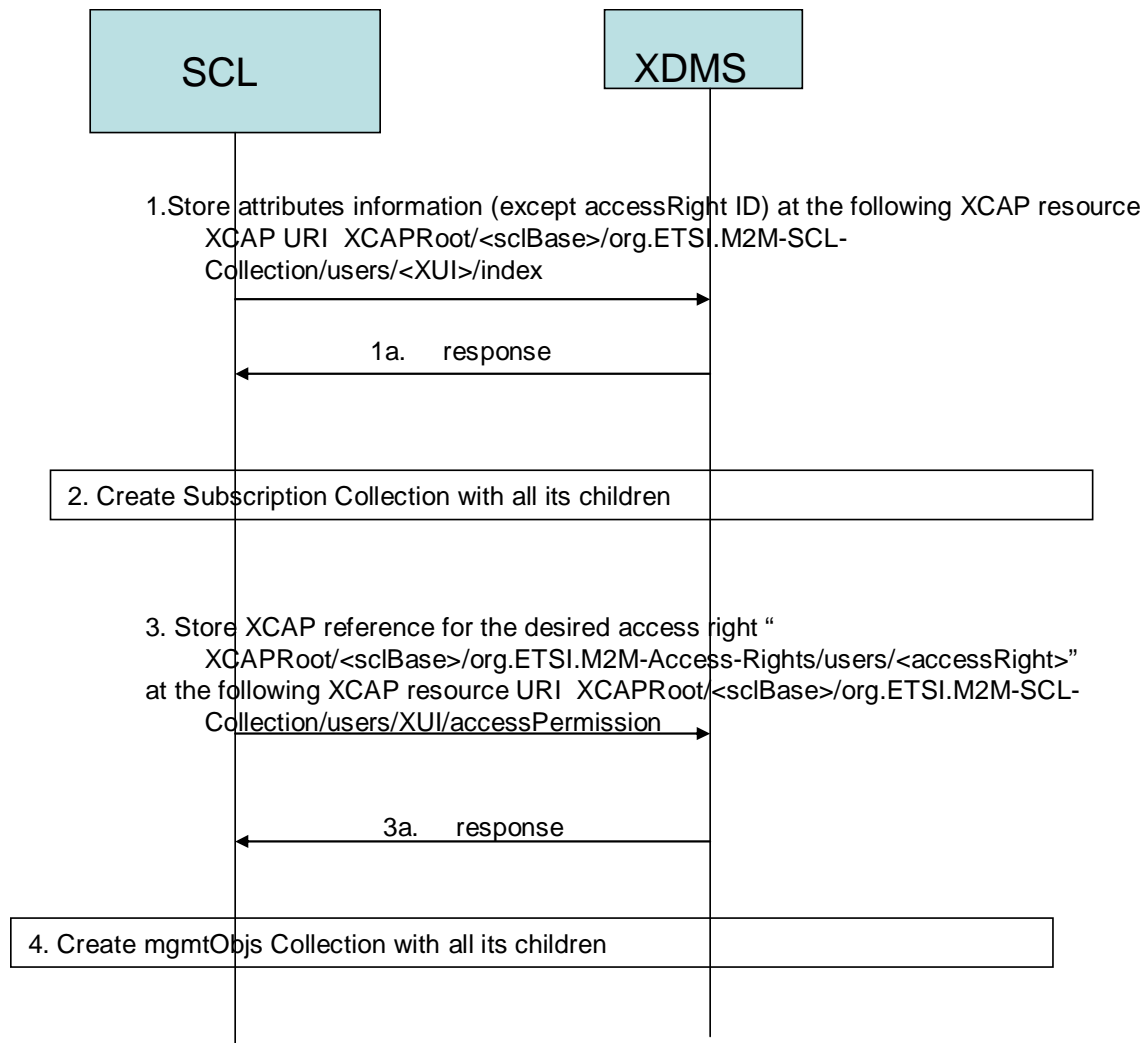 SCL
XDMS
1.Store attributes information (except accessRight ID) at the following XCAP resource
XCAP URI XCAPRoot/<sclBase>/org.ETSI.M2M-SCL-
Collection/users/<XUI>/index
1a. response
2. Create Subscription Collection with all its children
3. Store XCAP reference for the desired access right “
XCAPRoot/<sclBase>/org.ETSI.M2M-Access-Rights/users/<accessRight>”
at the following XCAP resource URI XCAPRoot/<sclBase>/org.ETSI.M2M-SCL-
Collection/users/XUI/accessPermission
3a. response
4. Create mgmtObjs Collection with all its children